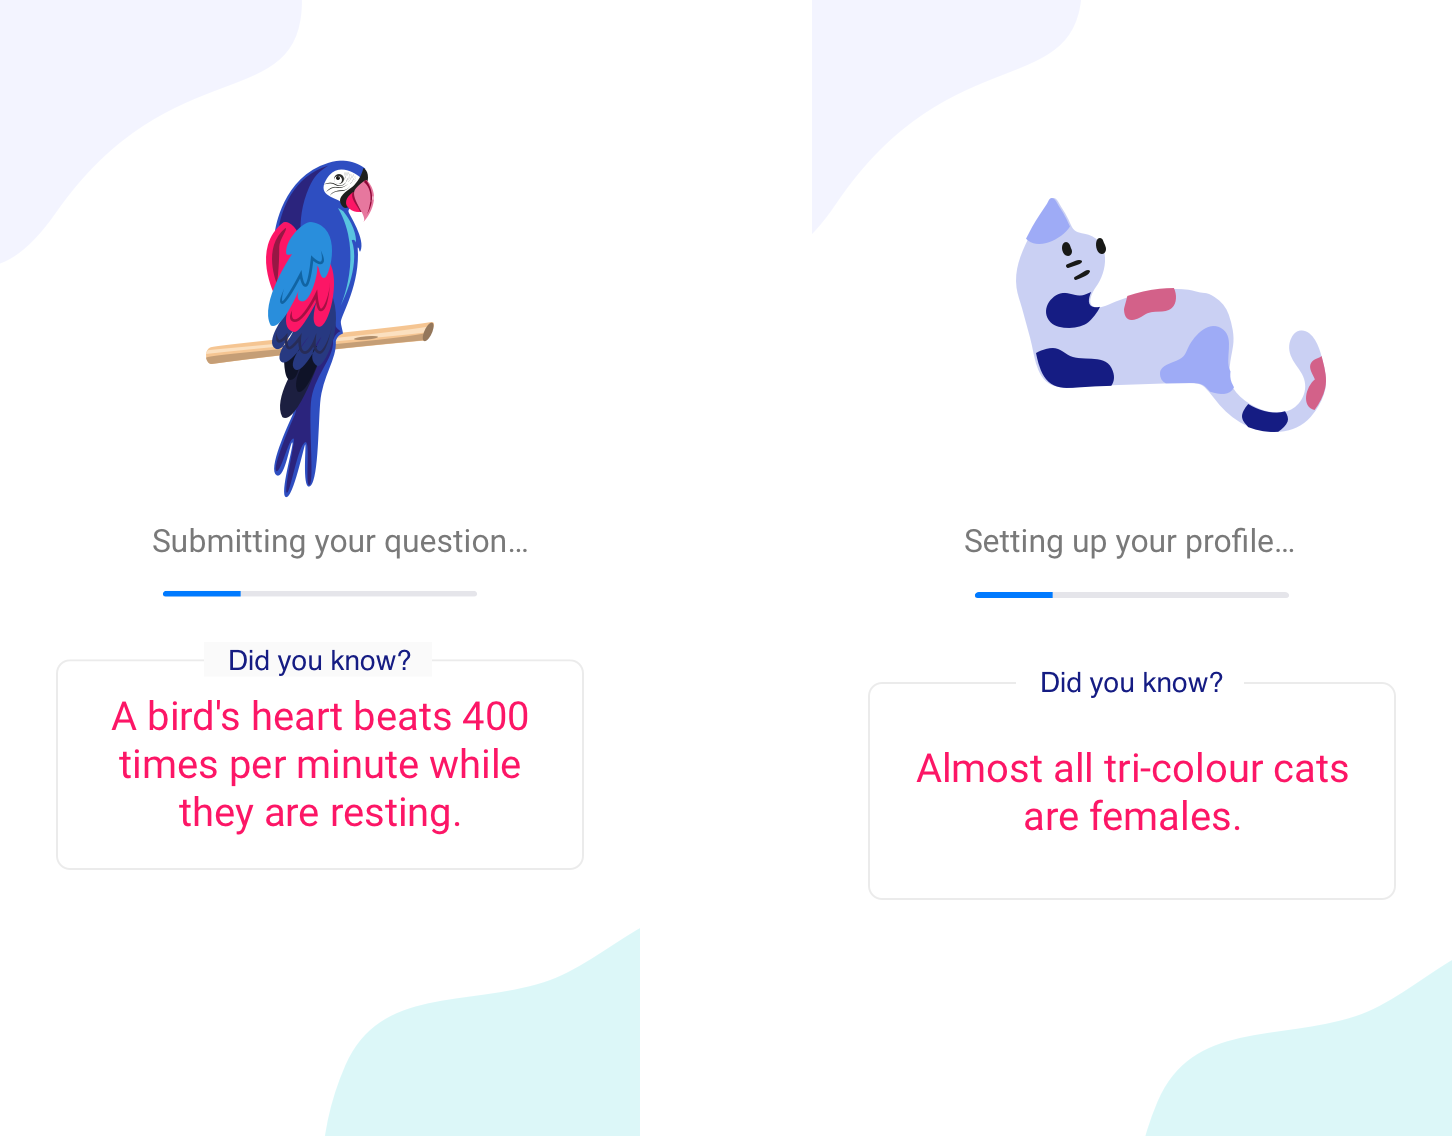 Submitting your question...
Did you know?
A bird's heart beats 400
times per minute while
they are resting.
Setting up your profile...
Did you know?
Almost all tri-colour cats
are females.